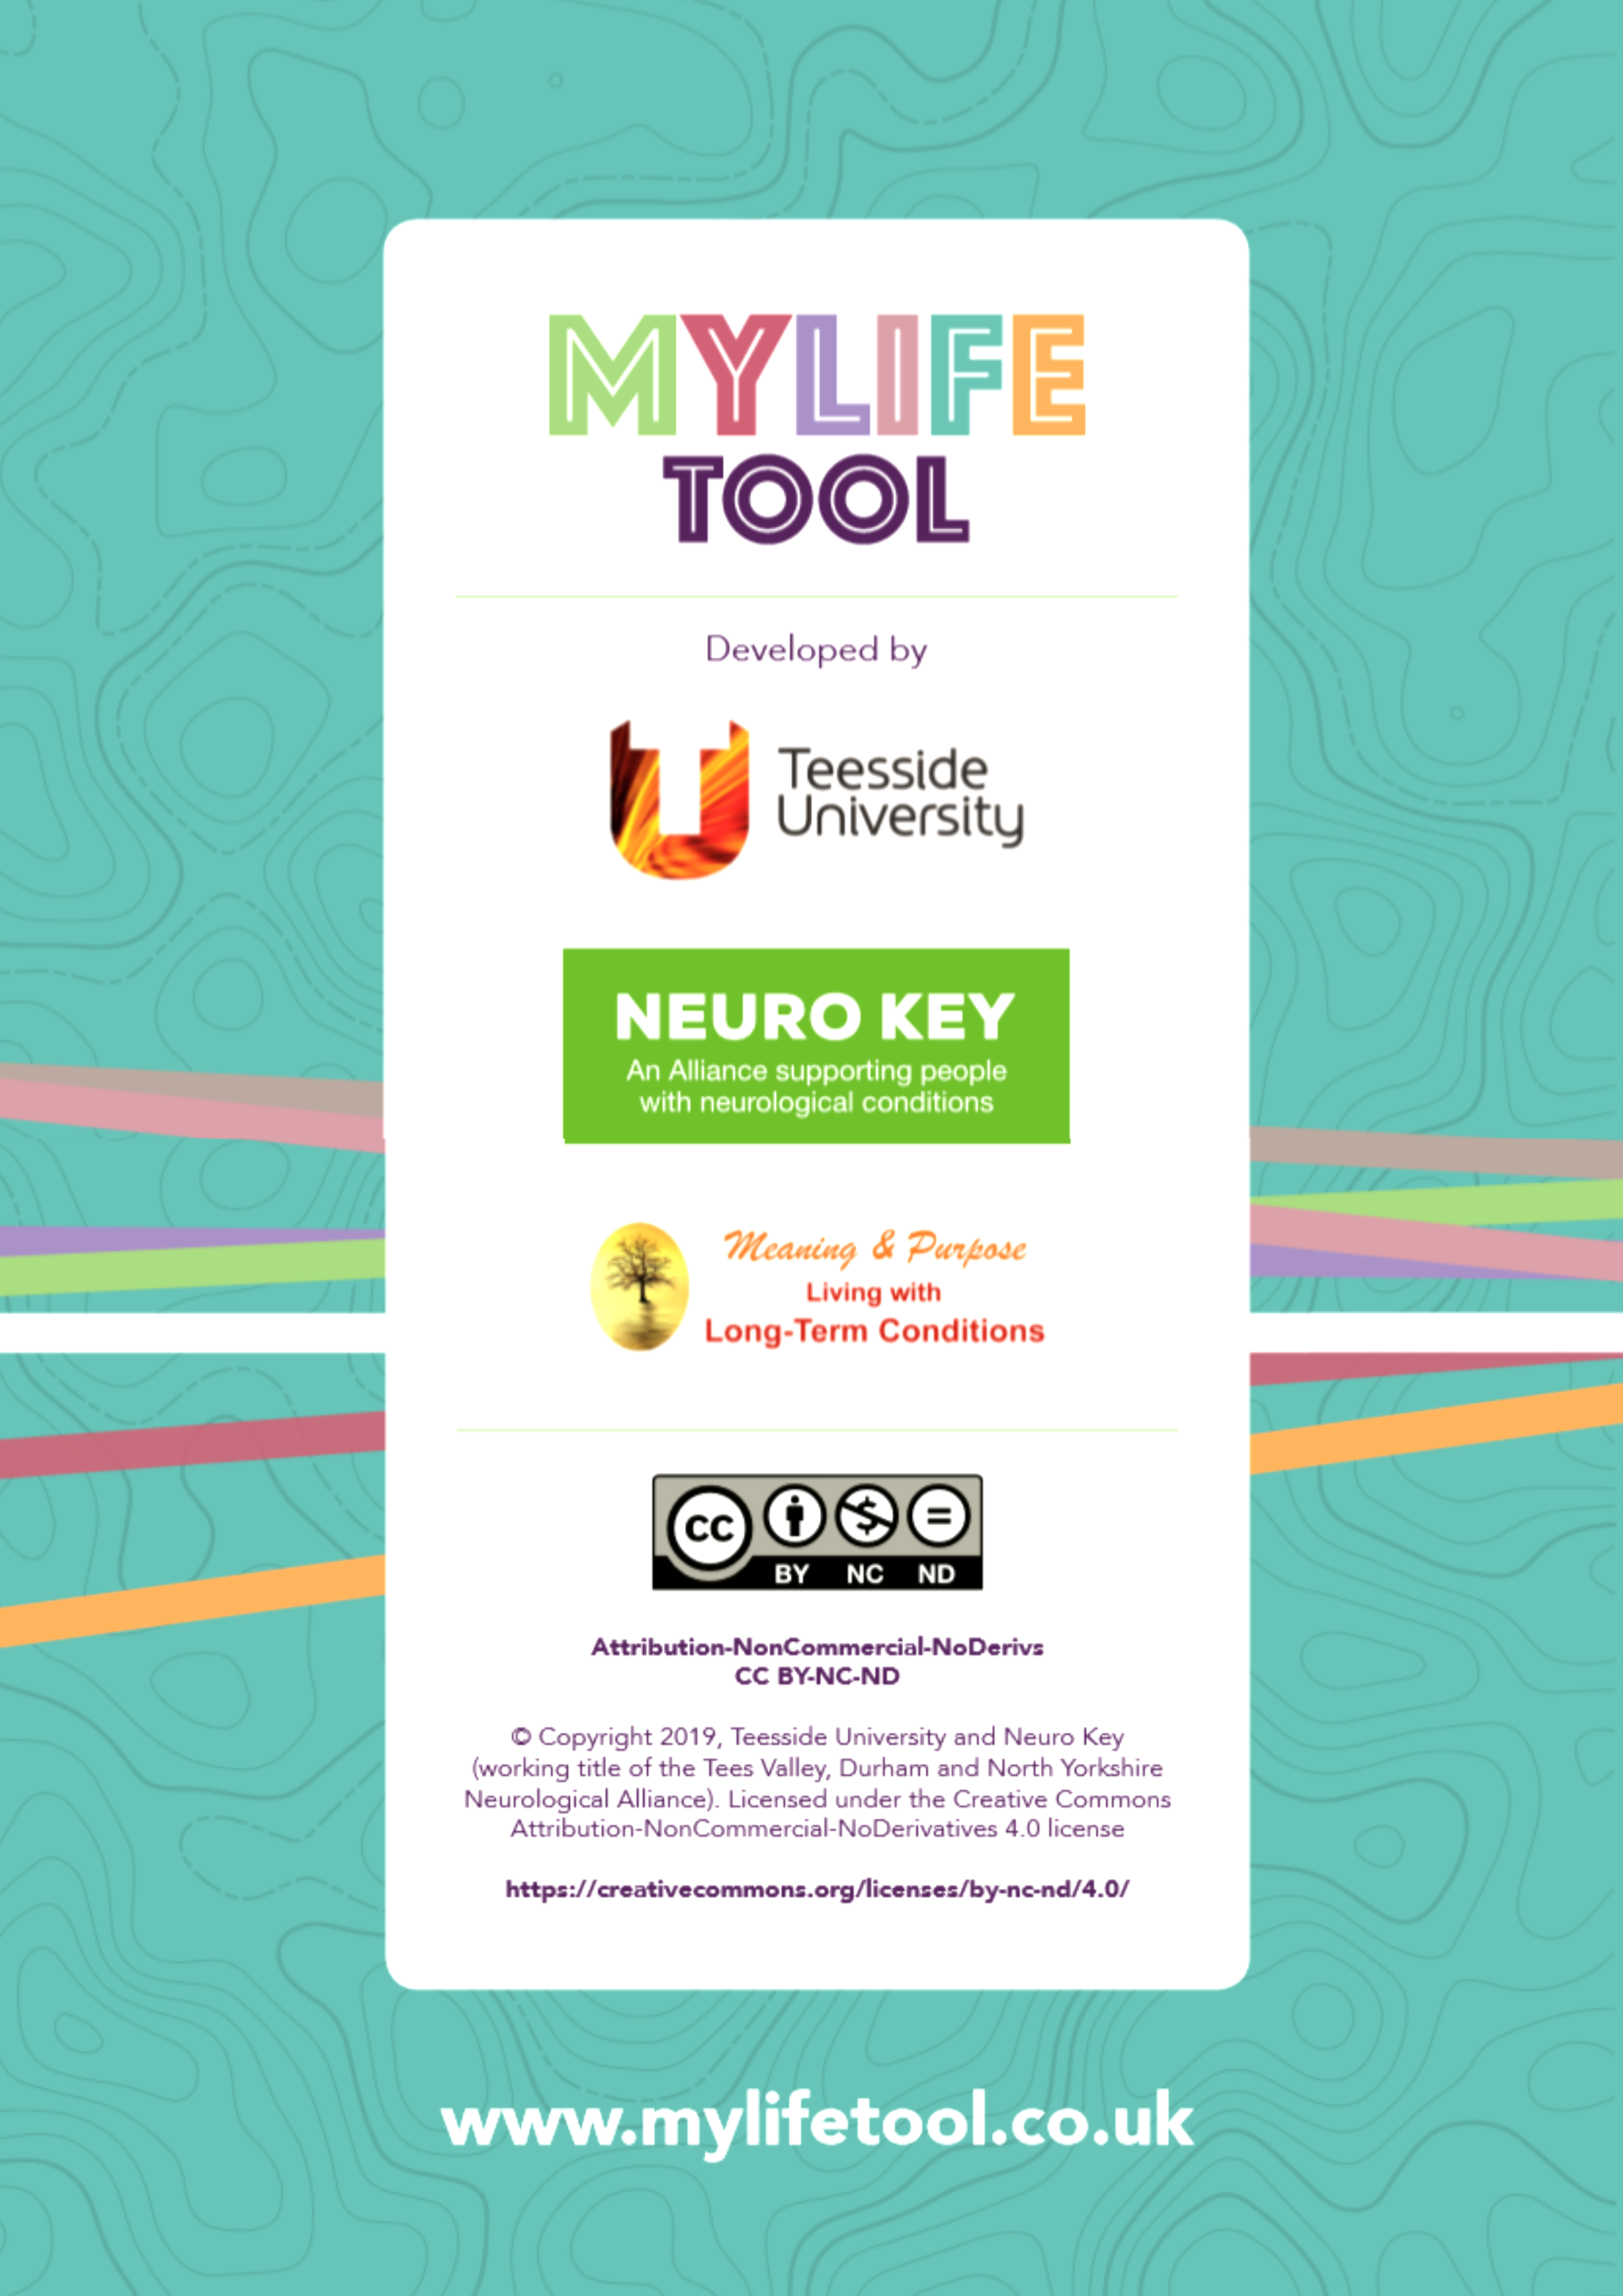 MYLIFE
TOOL
Developed by
Teesside
University
NEURO KEY
An Alliance supporting people
with neurological conditions
Meaning & Purpose
Living with
Long-Term Conditions
cc
BY NC ND
Attribution-NonCommercial-NoDerivs
CC BY-NC-ND
© Copyright 2019, Teesside University and Neuro Key
(working title of the Tees Valley, Durham and North Yorkshire
Neurological Alliance). Licensed under the Creative Commons
Attribution-NonCommercial-NoDerivatives 4.0 license
https://creativecommons.org/licenses/by-nc-nd/4.0/
www.mylifetool.co.uk